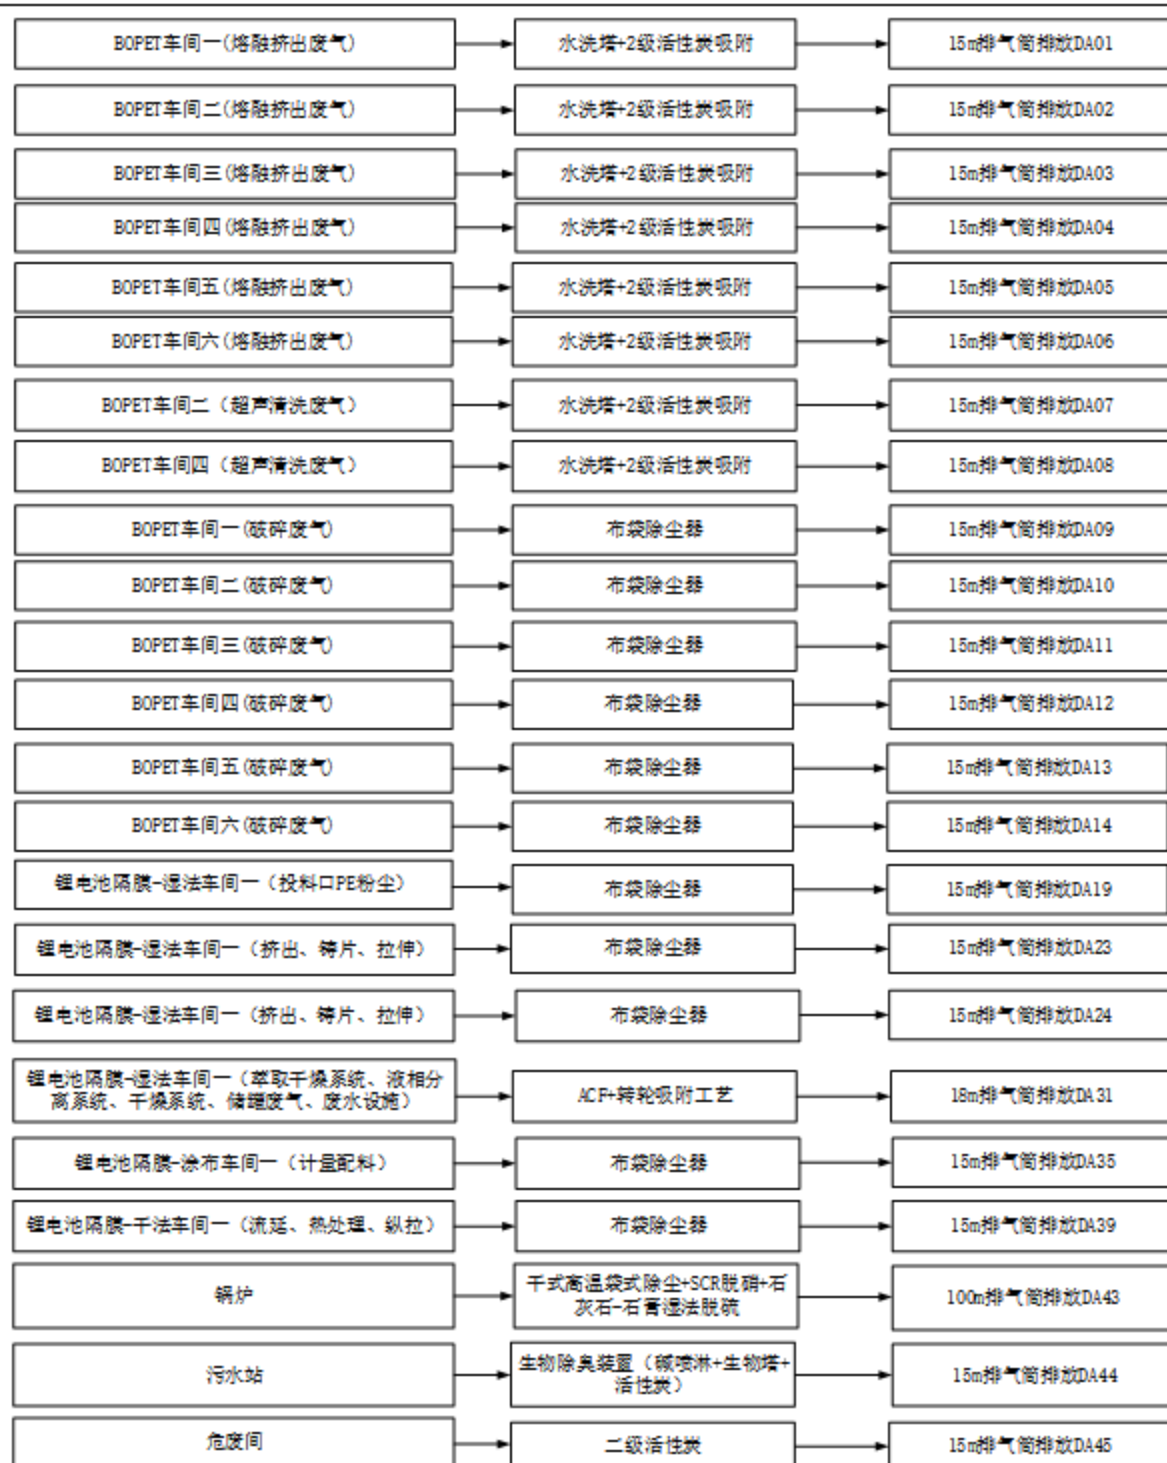 BOPET车间一(熔融挤出废气)
水洗塔+2级活性炭吸附
15m排气筒排放DA01
BOPET车间二(熔融挤出废气)
水洗塔+2级活性炭吸附
15m排气筒排放DA02
BOPET车间三(熔融挤出废气)
水洗塔+2级活性炭吸附
15m排气筒排放DA03
BOPET车间四(熔融挤出废气)
水洗塔+2级活性炭吸附
15m排气筒排放DA04
BOPET车间五(熔融挤出废气)
水洗塔+2级活性炭吸附
15m排气筒排放DA05
BOPET车间六(熔融挤出废气)
水洗塔+2级活性炭吸附
15m排气筒排放DA06
BOPET车间二（超声清洗废气）
水洗塔+2级活性炭吸附
15m排气筒排放DA07
BOPET车间四（超声清洗废气）
水洗塔+2级活性炭吸附
15m排气筒排放DA08
BOPET车间一(破碎废气)
布袋除尘器
15m排气筒排放DA09
BOPET车间二(破碎废气)
布袋除尘器
15m排气筒排放DA10
BOPET车间三(破碎废气)
布袋除尘器
15m排气筒排放DA11
BOPET车间四(破碎废气)
布袋除尘器
15m排气筒排放DA12
BOPET车间五(破碎废气)
布袋除尘器
15m排气筒排放DA13
BOPET车间六(破碎废气)
布袋除尘器
15m排气筒排放DA14
锂电池隔膜-湿法车间一（投料口PE粉尘）
布袋除尘器
15m排气筒排放DA19
锂电池隔膜-湿法车间一（挤出、铸片、拉伸）
布袋除尘器
15m排气筒排放DA23
锂电池隔膜-湿法车间一（挤出、铸片、拉伸）
布袋除尘器
15m排气筒排放DA24
锂电池隔膜-湿法车间一（萃取干燥系统、液相分
离系统、干燥系统、储罐废气、废水设施）
ACF+转轮吸附工艺
18m排气筒排放DA31
锂电池隔膜-涂布车间一（计量配料）
布袋除尘器
15m排气筒排放DA35
锂电池隔膜-干法车间一（流延、热处理、纵拉）
布袋除尘器
15m排气筒排放DA39
锅炉
干式高温袋式除尘+SCR脱硝+石
灰石-石膏湿法脱硫
100m排气筒排放DA43
污水站
生物除臭装置（碱喷淋+生物塔+
活性炭）
15m排气筒排放DA44
危废间
二级活性炭
15m排气筒排放DA45